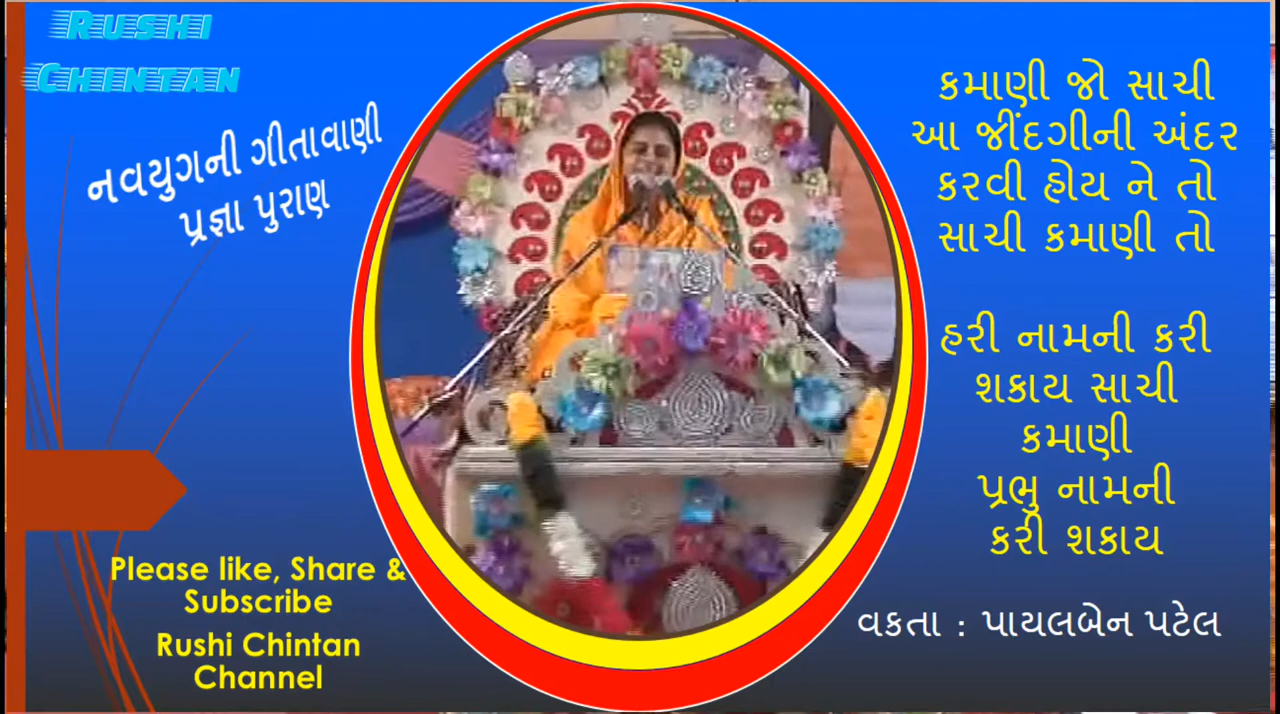 Rushi
Chintan
નવયુગની ગીતાવાણી
પ્રજ્ઞા પુરાણ
કમાણી જો સાચી
આ જીંદગીની અંદર
કરવી હોય ને તો
સાચી કમાણી તો
હરી નામની કરી
શકાય સાચી
કમાણી
પ્રભુ નામની
કરી શકાય
વકતા : પાયલબેન પટેલ
Please like, Share &
Subscribe
Rushi Chintan
Channel